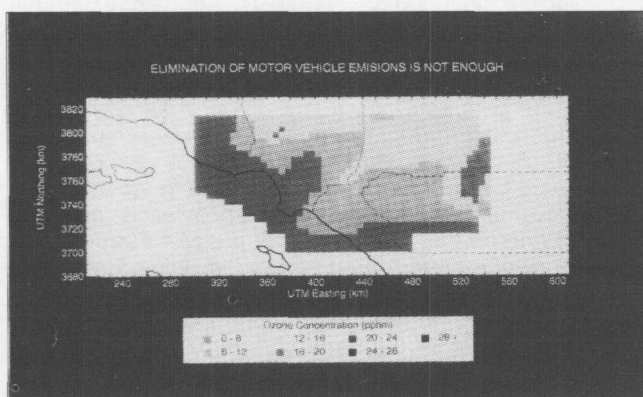 ELIMINATION OF MOTOR VEHICLE EMISIONS IS NOT ENOUGH
3820
3800
3780
3760
3740
3720
3700
3680
UTM Northing (km)
240 280 320 360 400 440 480 520 560 600
UTM Easting (km)
Ozone Concentration (pphm)
0 - 8 12 - 16 20 - 24 28 +
8 - 12 16 - 20 24 - 28